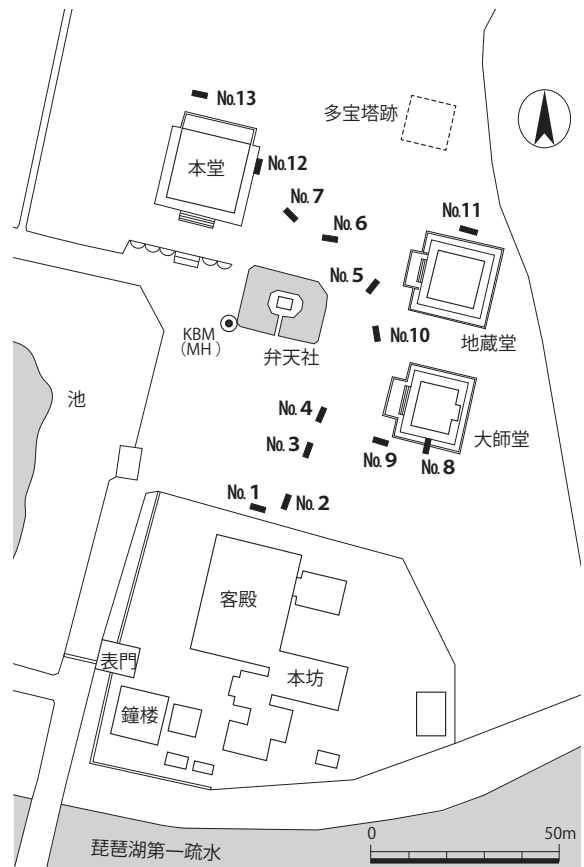 No.13
多宝塔跡
本堂
No.12
No.7
No.6
No.11
No.5
KBM
（MH）
弁天社
No.10
地蔵堂
池
No.4
No.3
No.9
No.8
大師堂
No.1
No.2
客殿
表門
本坊
鐘楼
琵琶湖第一疏水
0
50m